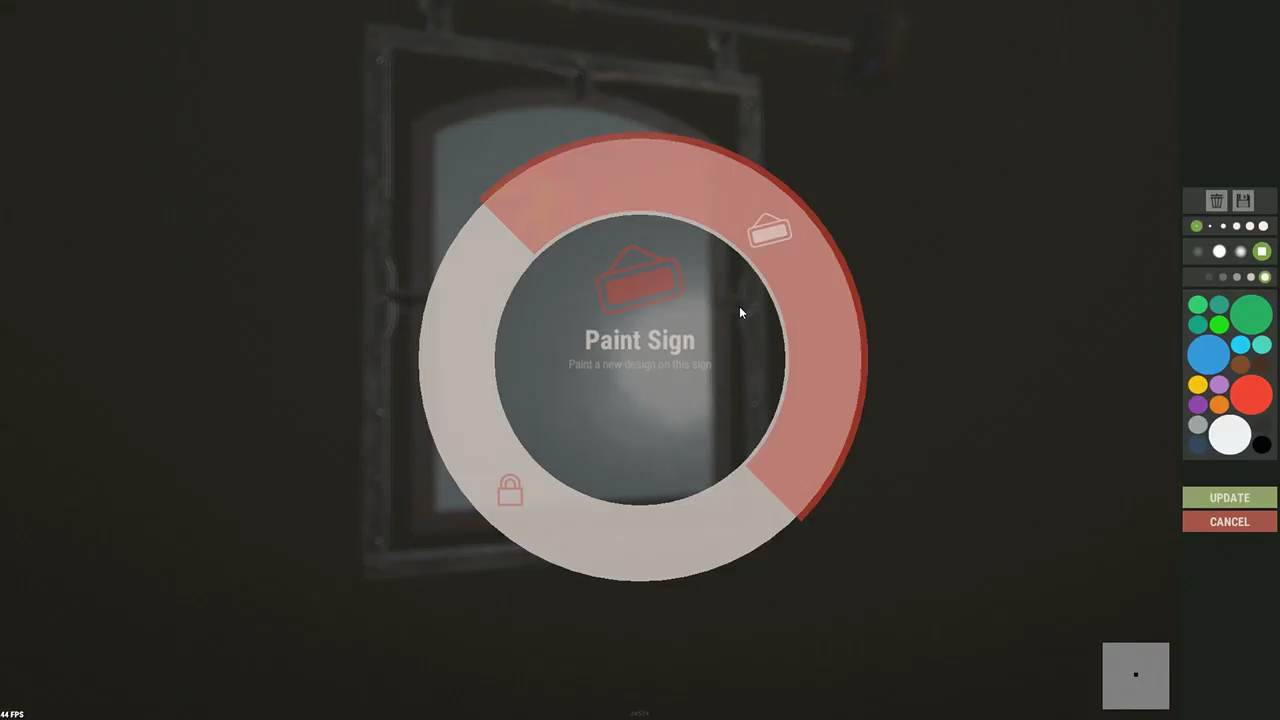 Paint Sign
Paint a new design on this sign
UPDATE
CANCEL
44 FPS